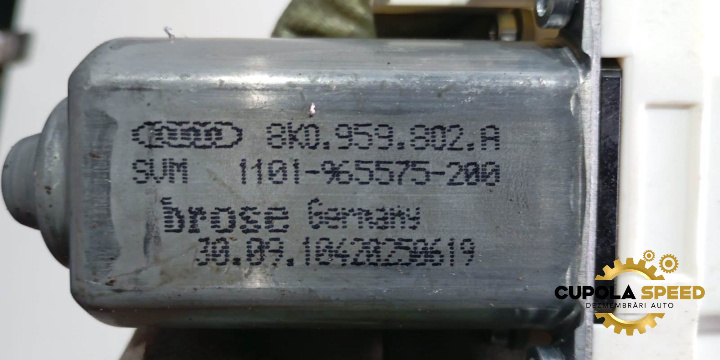 8K0.959.802.A
SVM 1101-965575-200
brose Germany
30.09.10420250619
CUPOLA SPEED
DEZMEMBRĂRI AUTO